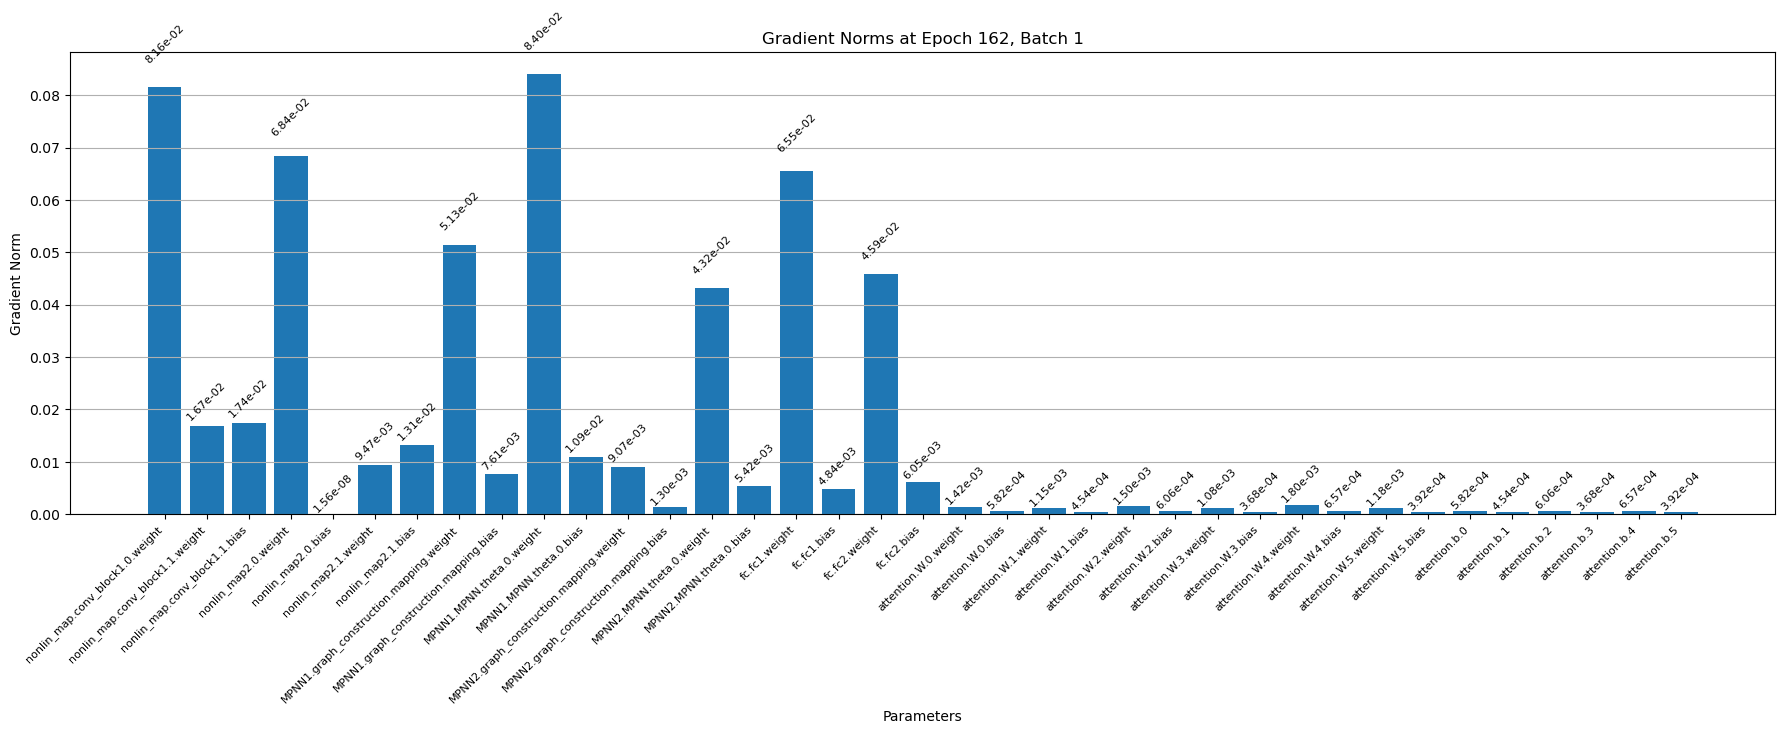 Gradient Norms at Epoch 162, Batch 1
Gradient Norm
0.08
0.07
0.06
0.05
0.04
0.03
0.02
0.01
0.00
8.16e-02
1.67e-02
1.74e-02
6.84e-02
1.56e-08
9.47e-03
1.31e-02
5.13e-02
7.61e-03
8.40e-02
1.09e-02
9.07e-03
1.30e-03
4.32e-02
5.42e-03
6.55e-02
4.84e-03
4.59e-02
6.05e-03
1.42e-03
5.82e-04
1.15e-03
4.54e-04
1.50e-03
6.06e-04
1.08e-03
3.68e-04
1.80e-03
6.57e-04
1.18e-03
3.92e-04
5.82e-04
4.54e-04
6.06e-04
3.68e-04
6.57e-04
3.92e-04
nonlin_map.conv_block1.0.weight
nonlin_map.conv_block1.1.weight
nonlin_map.conv_block1.1.bias
nonlin_map2.0.weight
nonlin_map2.0.bias
nonlin_map2.1.weight
nonlin_map2.1.bias
MPNN1.graph_construction.mapping.weight
MPNN1.graph_construction.mapping.bias
MPNN1.MPNN.theta.0.weight
MPNN1.MPNN.theta.0.bias
MPNN2.graph_construction.mapping.weight
MPNN2.graph_construction.mapping.bias
MPNN2.MPNN.theta.0.weight
MPNN2.MPNN.theta.0.bias
fc.fc1.weight
fc.fc1.bias
fc.fc2.weight
fc.fc2.bias
attention.W.0.weight
attention.W.0.bias
attention.W.1.weight
attention.W.1.bias
attention.W.2.weight
attention.W.2.bias
attention.W.3.weight
attention.W.3.bias
attention.W.4.weight
attention.W.4.bias
attention.W.5.weight
attention.W.5.bias
attention.b.0
attention.b.1
attention.b.2
attention.b.3
attention.b.4
attention.b.5
Parameters